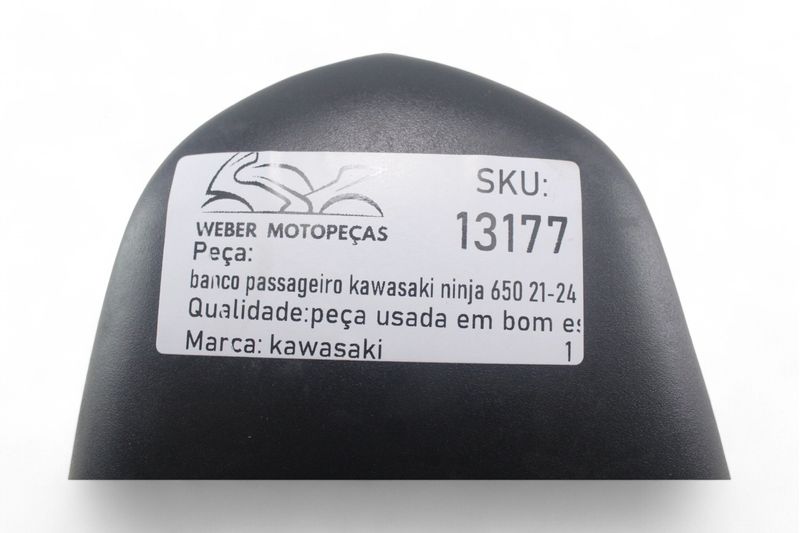 SKU:
13177
WEBER MOTOPEÇAS
Peça:
banco passageiro kawasaki ninja 650 21-24
Qualidade:peça usada em bom es
Marca: kawasaki 1